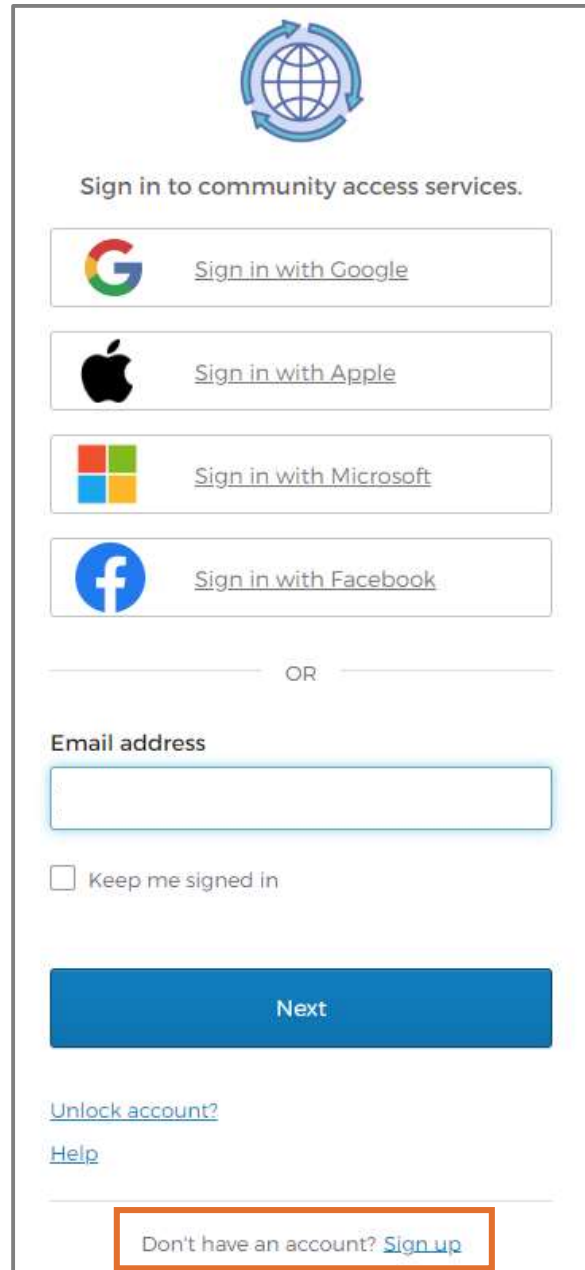 Sign in to community access services.
Sign in with Google
Sign in with Apple
Sign in with Microsoft
Sign in with Facebook
OR
Email address
Keep me signed in
Next
Unlock account?
Help
Don't have an account? Sign up